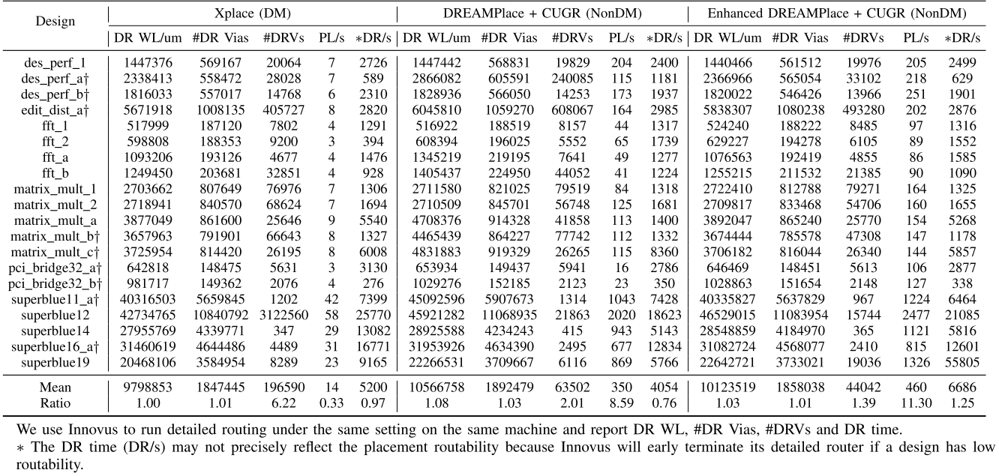 Design Xplace (DM) DREAMPlace + CUGR (NonDM) Enhanced DREAMPlace + CUGR (NonDM)
DR WL/um #DR Vias #DRVs PL/s ∗DR/s DR WL/um #DR Vias #DRVs PL/s ∗DR/s DR WL/um #DR Vias #DRVs PL/s ∗DR/s
des_perf_1 1447376 569167 20064 7 2726 1447442 568831 19829 204 2400 1440466 561512 19976 205 2499
des_perf_a† 2338413 558472 28028 7 589 2866082 605591 240085 115 1181 2366966 565054 33102 218 629
des_perf_b† 1816033 557017 14768 6 2310 1828936 566050 14253 173 1937 1820022 546426 13966 251 1901
edit_dist_a† 5671918 1008135 405727 8 2820 6045810 1059270 608067 164 2985 5838307 1080238 493280 202 2876
fft_1 517999 187120 7802 4 1291 516922 188519 8157 44 1317 524240 188222 8485 97 1316
fft_2 598808 188353 9200 3 394 608394 196025 5552 65 1739 629227 194278 6105 89 1552
fft_a 1093206 193126 4677 4 1476 1345219 219195 7641 49 1277 1076563 192419 4855 86 1585
fft_b 1249450 203681 32851 4 928 1405437 224950 44052 41 1224 1255215 211532 21385 90 1090
matrix_mult_1 2703662 807649 76976 7 1306 2711580 821025 79519 84 1318 2722410 812788 79271 164 1325
matrix_mult_2 2718941 840570 68624 7 1694 2710509 845701 56748 125 1681 2709817 833468 54706 160 1655
matrix_mult_a 3877049 861600 25646 9 5540 4708376 914328 41858 113 1400 3892047 865240 25770 154 5268
matrix_mult_b† 3657963 791901 66643 8 1327 4465439 864227 77742 112 1332 3674444 785578 47308 147 1178
matrix_mult_c† 3725954 814420 26195 8 6008 4831883 919329 26265 115 8360 3706182 816044 26340 144 5857
pci_bridge32_a† 642818 148475 5631 3 3130 653934 149437 5941 16 2786 646469 148451 5613 106 2877
pci_bridge32_b† 981717 149362 2076 4 276 1029276 152185 2123 23 350 1028863 151654 2148 127 338
superblue11_a† 40316503 5659845 1202 42 7399 45092596 5907673 1314 1043 7428 40335827 5637829 967 1224 6464
superblue12 42734765 10840792 3122560 58 25770 45921282 11068935 21863 2020 18623 46529015 11083954 15744 2477 21085
superblue14 27955769 4339771 347 29 13082 28925588 4234243 415 943 5143 28548859 4184970 365 1121 5816
superblue16_a† 31460619 4644486 4489 31 16771 31953926 4634390 2495 677 12834 31082724 4568077 2410 815 12601
superblue19 20468106 3584954 8289 23 9165 22266531 3709667 6116 869 5766 22642721 3733021 19036 1326 55805
Mean 9798853 1847445 196590 14 5200 10566758 1892479 63502 350 4054 10123519 1858038 44042 460 6686
Ratio 1.00 1.01 6.22 0.33 0.97 1.08 1.03 2.01 8.59 0.76 1.03 1.01 1.39 11.30 1.25
We use Innovus to run detailed routing under the same setting on the same machine and report DR WL, #DR Vias, #DRVs and DR time.
∗ The DR time (DR/s) may not precisely reflect the placement routability because Innovus will early terminate its detailed router if a design has low
routability.